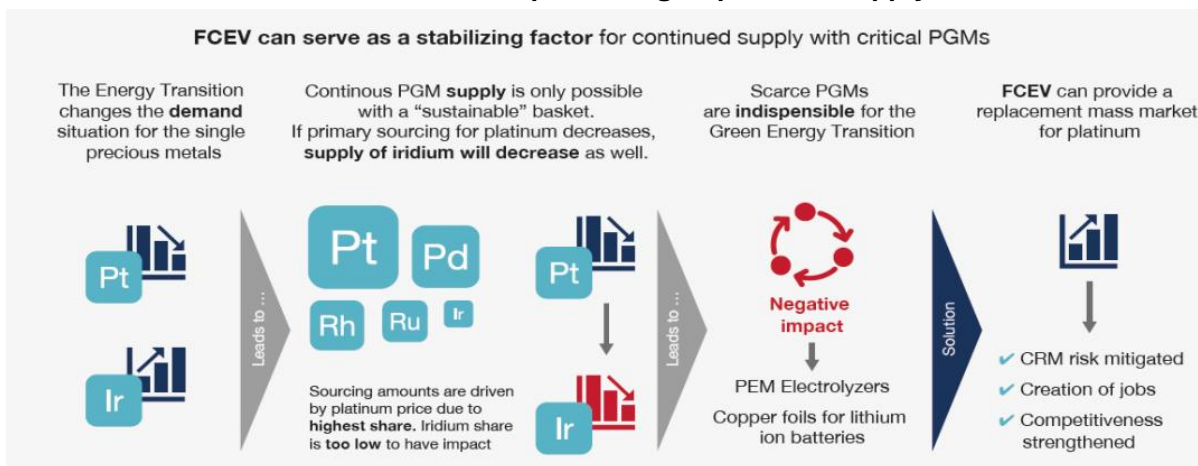 FCEV can serve as a stabilizing factor for continued supply with critical PGMs
The Energy Transition
changes the demand
situation for the single
precious metals
Continous PGM supply is only possible
with a “sustainable” basket.
If primary sourcing for platinum decreases,
supply of iridium will decrease as well.
Scarce PGMs
are indispensible for the
Green Energy Transition
FCEV can provide a
replacement mass market
for platinum
Pt
Ir
Leads to ...
Pt
Pd
Rh
Ru
Ir
Sourcing amounts are driven
by platinum price due to
highest share. Iridium share
is too low to have impact
Pt
Ir
Leads to ...
Negative
impact
PEM Electrolyzers
Copper foils for lithium
ion batteries
Solution
✔ CRM risk mitigated
✔ Creation of jobs
✔ Competitiveness
strengthened